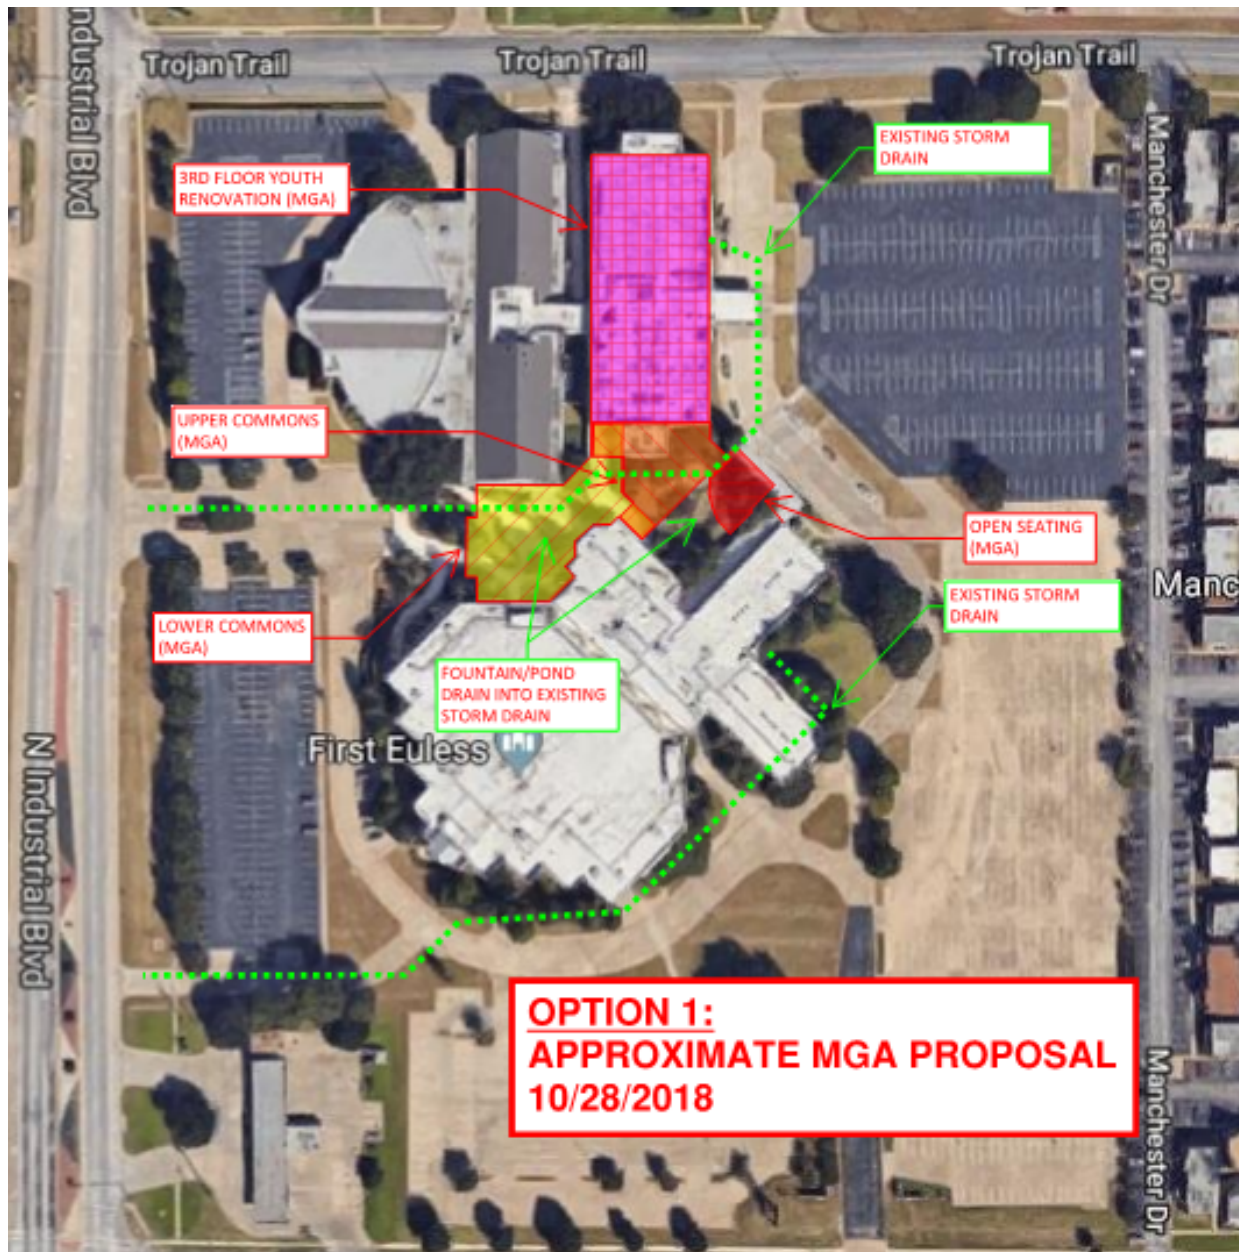 Trojan Trail
Trojan Trail
Trojan Trail
ndustrial Blvd
Manchester Dr
EXISTING STORM
DRAIN
3RD FLOOR YOUTH
RENOVATION (MGA)
UPPER COMMONS
(MGA)
OPEN SEATING
(MGA)
Manc
EXISTING STORM
DRAIN
LOWER COMMONS
(MGA)
FOUNTAIN/POND
DRAIN INTO EXISTING
STORM DRAIN
First Euless
N Industrial Blvd
OPTION 1:
APPROXIMATE MGA PROPOSAL
10/28/2018
Manchester Dr